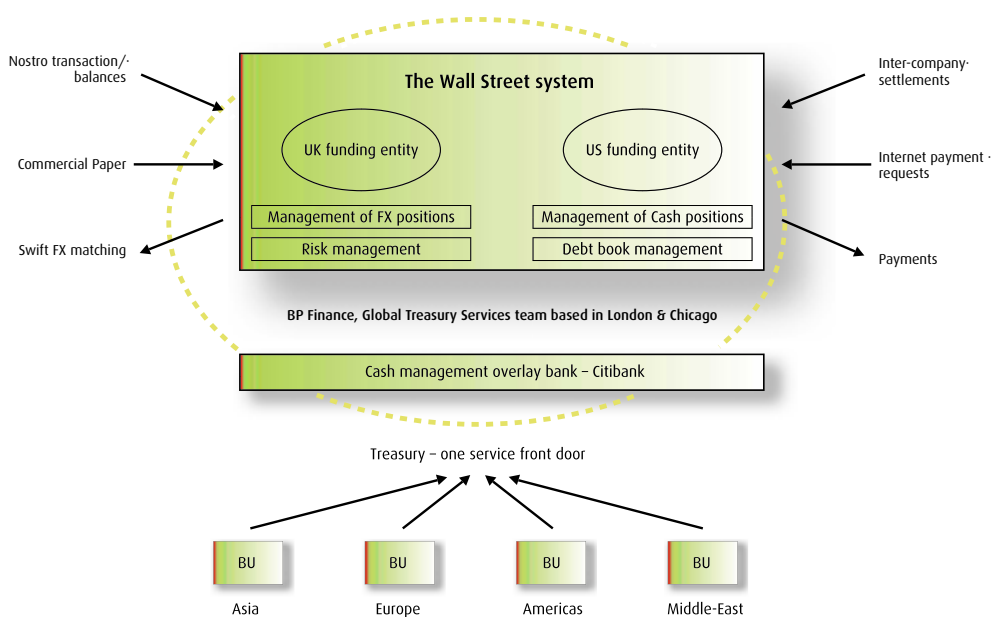 The Wall Street system
Nostro transaction/·
balances
Inter-company·
settlements
UK funding entity
US funding entity
Commercial Paper
Internet payment ·
requests
Management of FX positions
Management of Cash positions
Risk management
Debt book management
Swift FX matching
Payments
BP Finance, Global Treasury Services team based in London & Chicago
Cash management overlay bank – Citibank
Treasury – one service front door
BU
BU
BU
BU
Asia
Europe
Americas
Middle-East